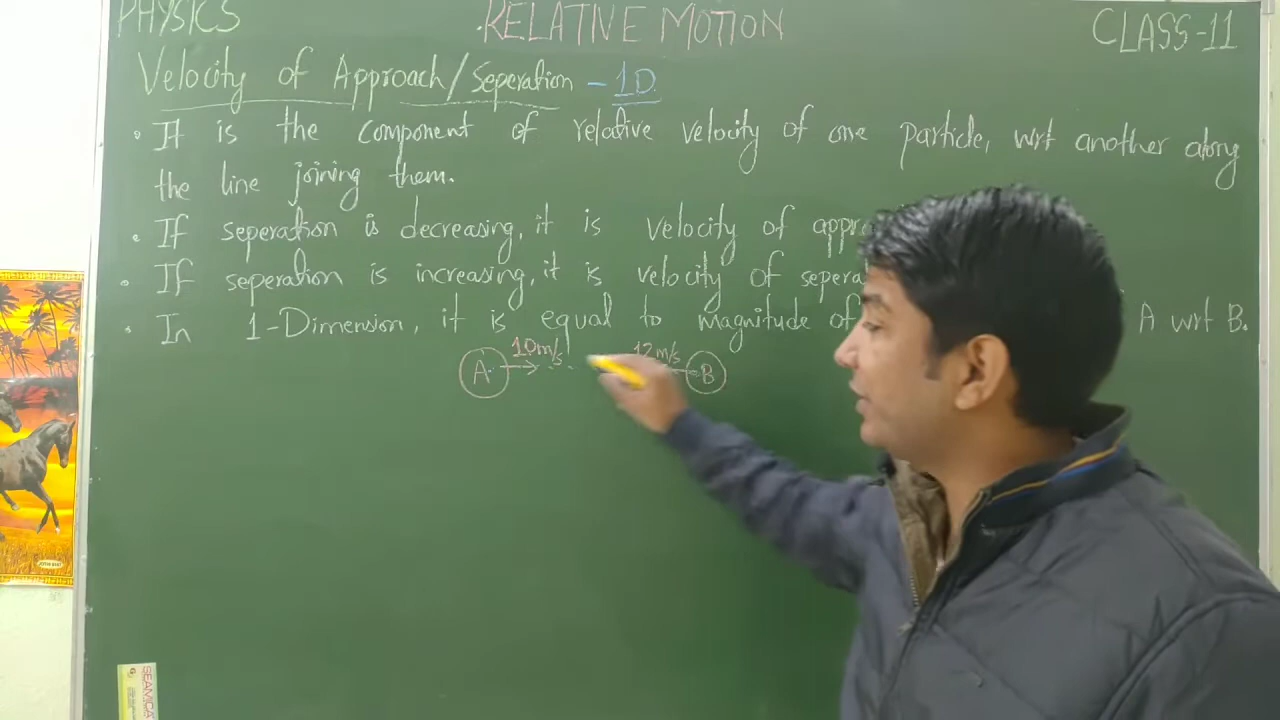 PHYSICS RELATIVE MOTION CLASS-11
Velocity of Approach/Seperation - 1D
• It is the component of relative velocity of one particle, wrt another along
the line joining them.
• If seperation is decreasing, it is velocity of
• If seperation is increasing, it is velocity of
• In 1-Dimension, it is equal to magnitude of A wrt B.
10m/s 12m/s
A B
SEAMICA